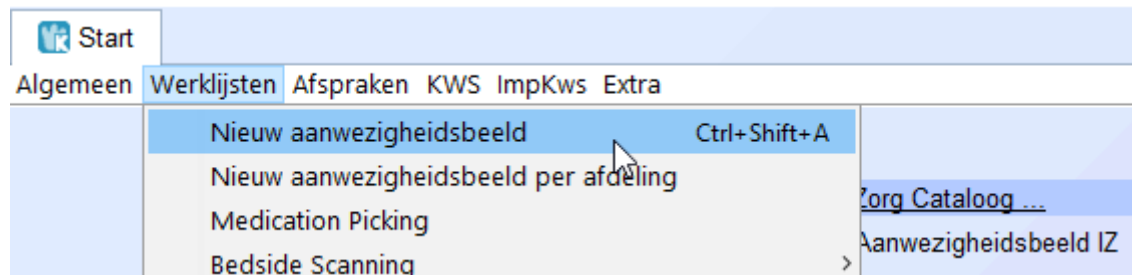 Start
Algemeen Werklijsten Afspraken KWS ImpKws Extra
Nieuw aanwezigheidsbeeld Ctrl+Shift+A
Nieuw aanwezigheidsbeeld per afdeling
Zorg Cataloog ...
Medication Picking
Aanwezigheidsbeeld IZ
Bedside Scanning